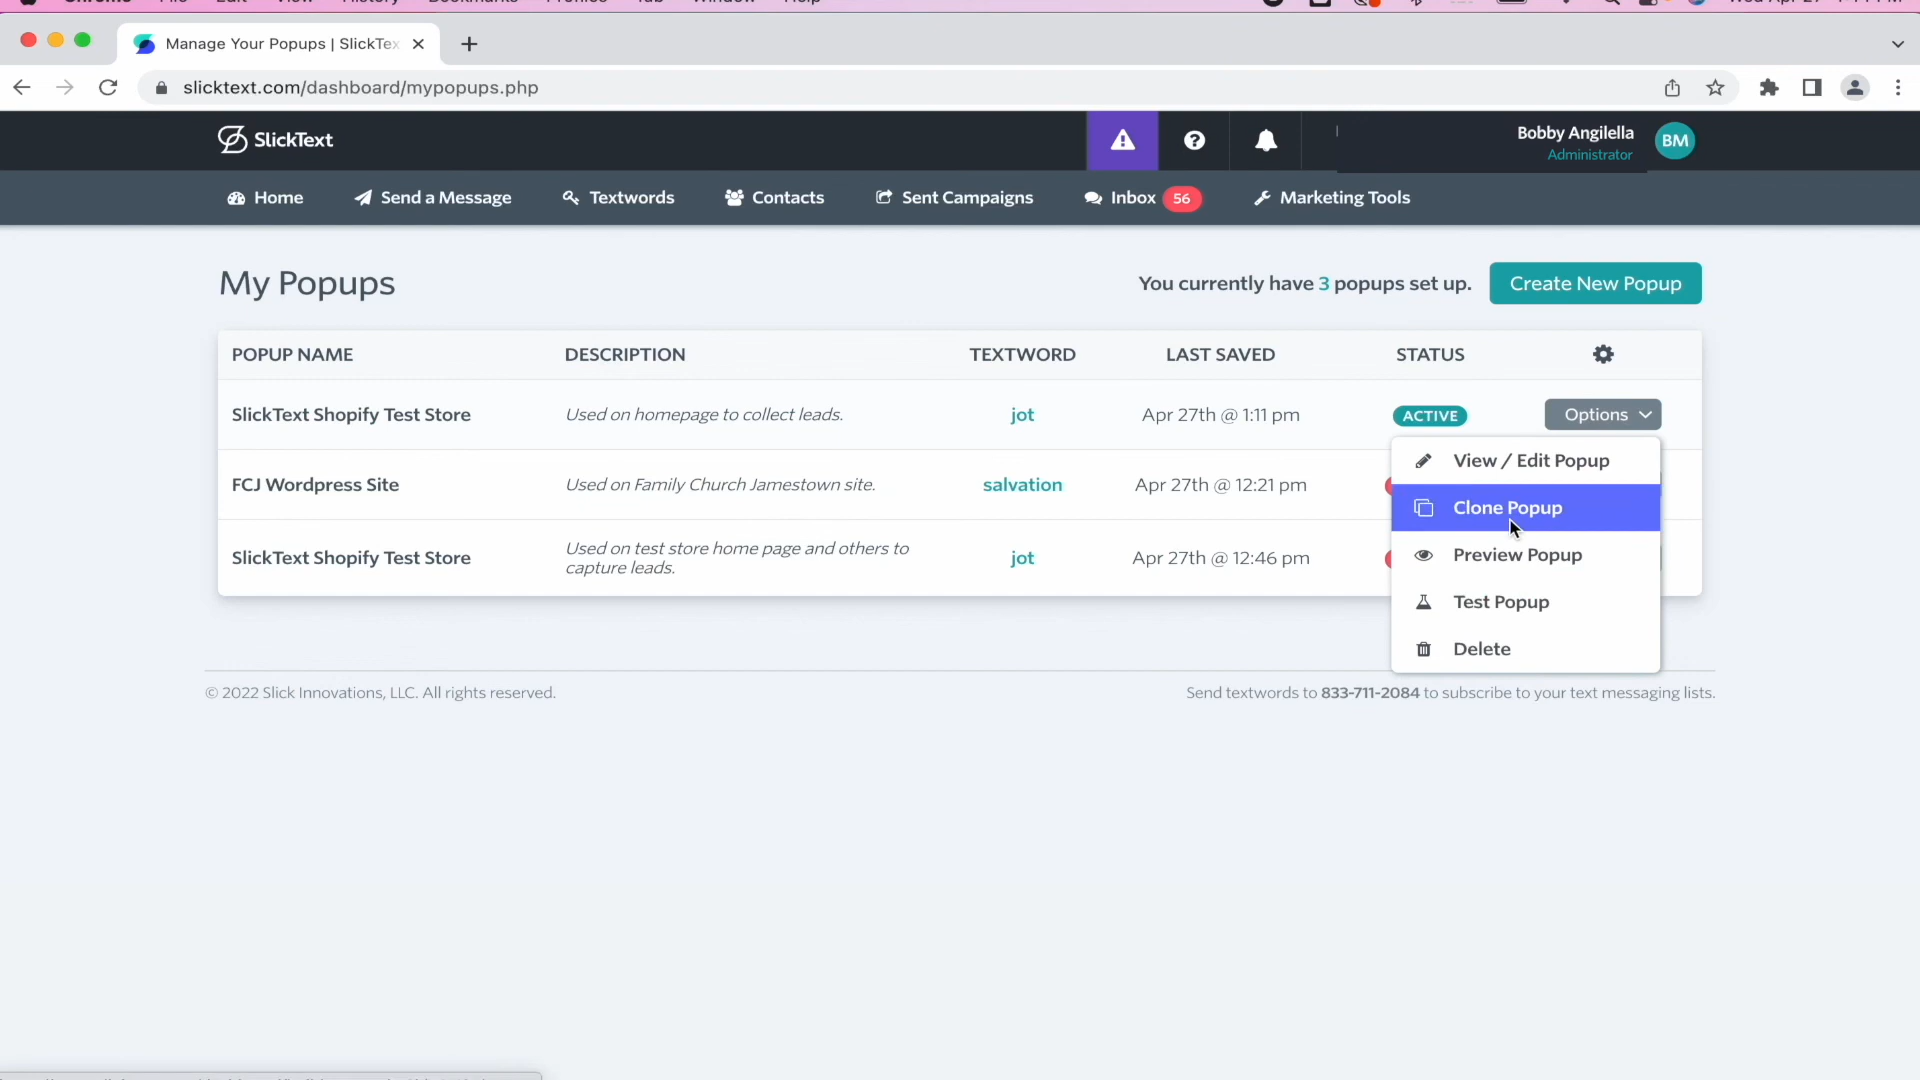 Manage Your Popups | SlickTex
slicktext.com/dashboard/mypopups.php
SlickText
Bobby Angilella
Administrator
BM
Home
Send a Message
Textwords
Contacts
Sent Campaigns
Inbox 56
Marketing Tools
My Popups
You currently have 3 popups set up.
Create New Popup
POPUP NAME DESCRIPTION TEXTWORD LAST SAVED STATUS
SlickText Shopify Test Store Used on homepage to collect leads. jot Apr 27th @ 1:11 pm ACTIVE Options
View / Edit Popup
FCJ Wordpress Site Used on Family Church Jamestown site. salvation Apr 27th @ 12:21 pm
Clone Popup
SlickText Shopify Test Store Used on test store home page and others to
capture leads. jot Apr 27th @ 12:46 pm
Preview Popup
Test Popup
Delete
© 2022 Slick Innovations, LLC. All rights reserved.
Send textwords to 833-711-2084 to subscribe to your text messaging lists.